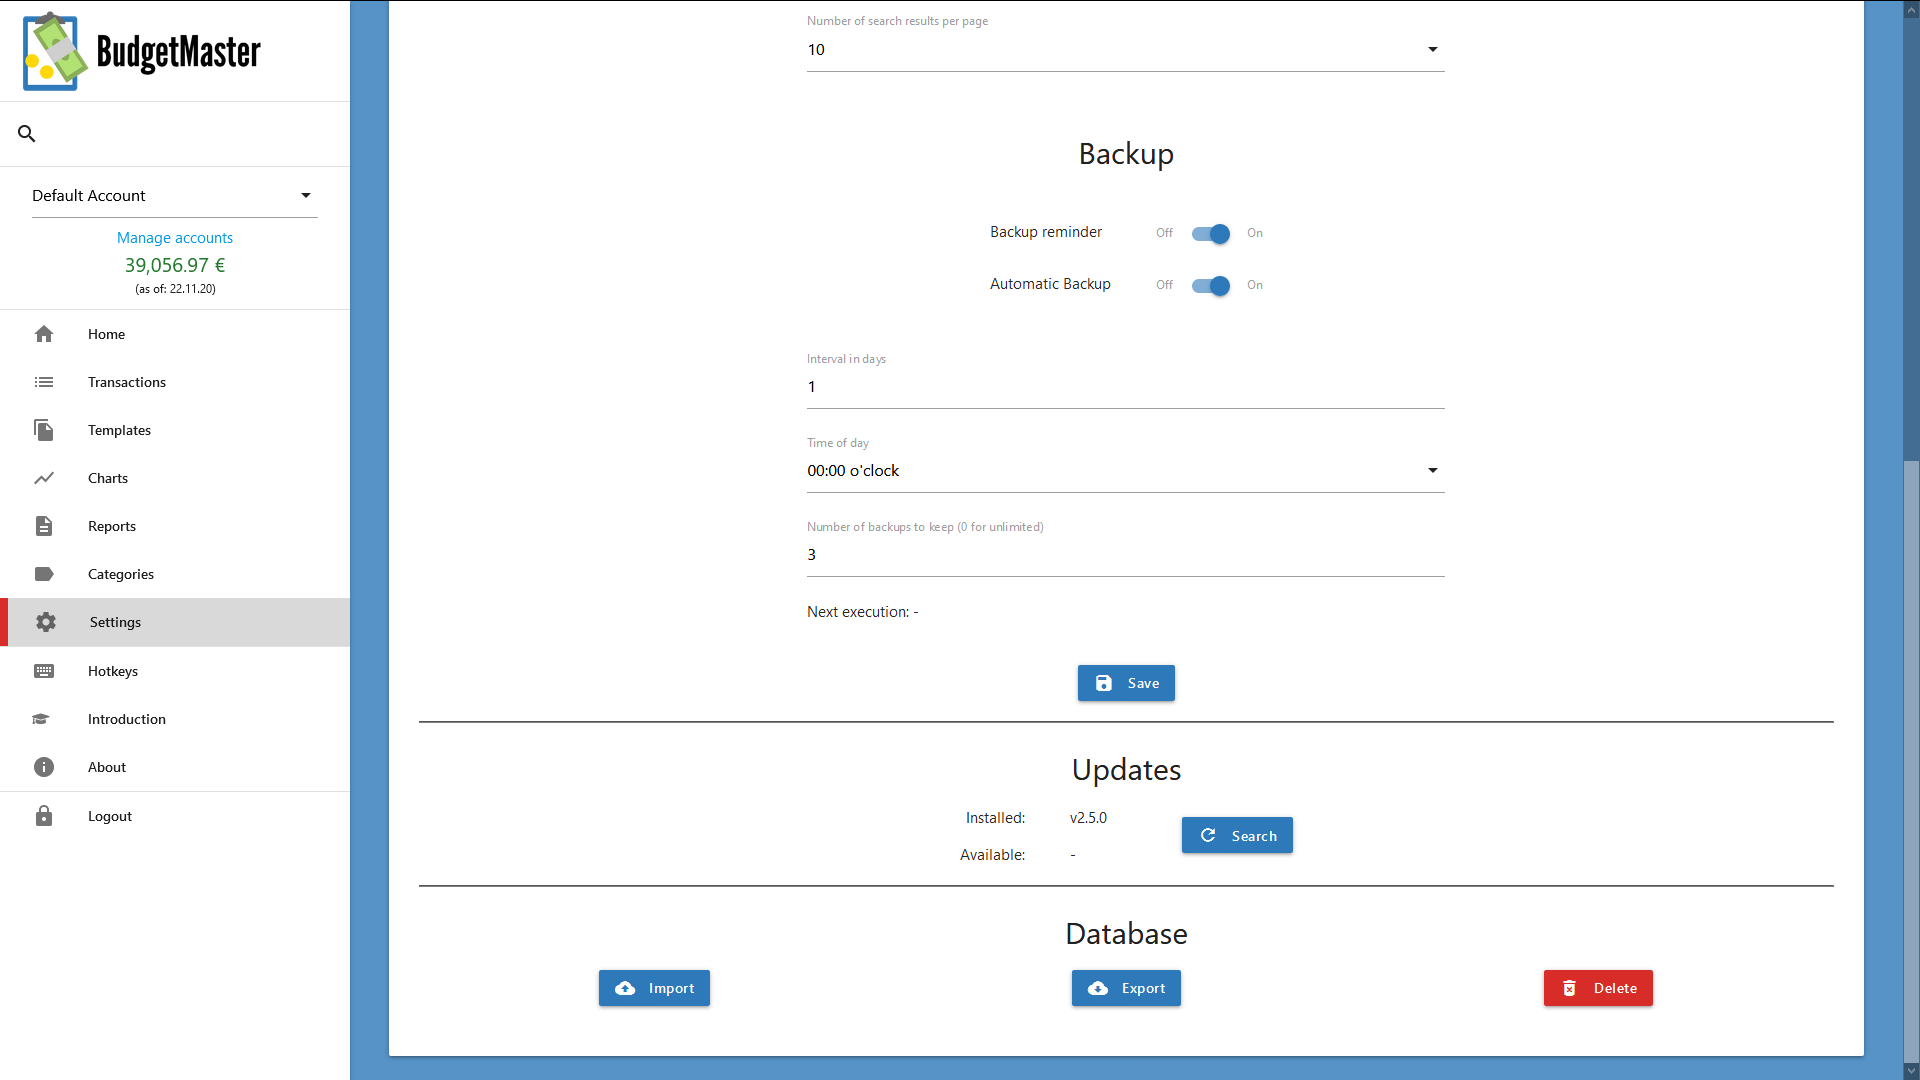 BudgetMaster
Default Account
Manage accounts
39,056.97 €
(as of: 22.11.20)
Home
Transactions
Templates
Charts
Reports
Categories
Settings
Hotkeys
Introduction
About
Logout
Number of search results per page
10
Backup
Backup reminder Off On
Automatic Backup Off On
Interval in days
1
Time of day
00:00 o'clock
Number of backups to keep (0 for unlimited)
3
Next execution: -
Save
Updates
Installed: v2.5.0
Search
Available: -
Database
Import Export Delete